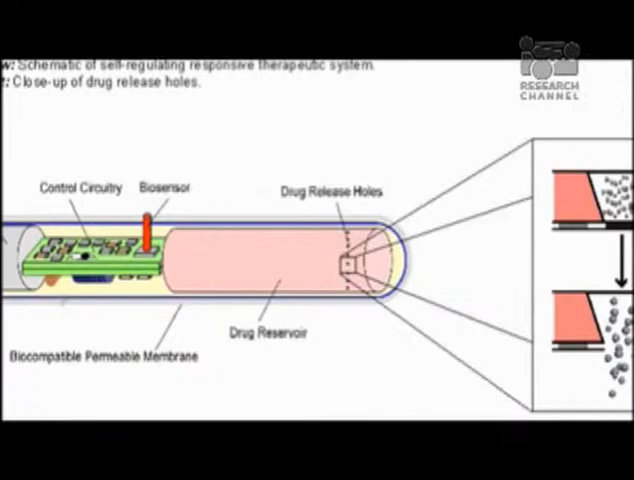 w: Schematic of self-regulating responsive therapeutic system.
t: Close-up of drug release holes.
RESEARCH
CHANNEL
Control Circuitry
Biosensor
Drug Release Holes
Drug Reservoir
Biocompatible Permeable Membrane